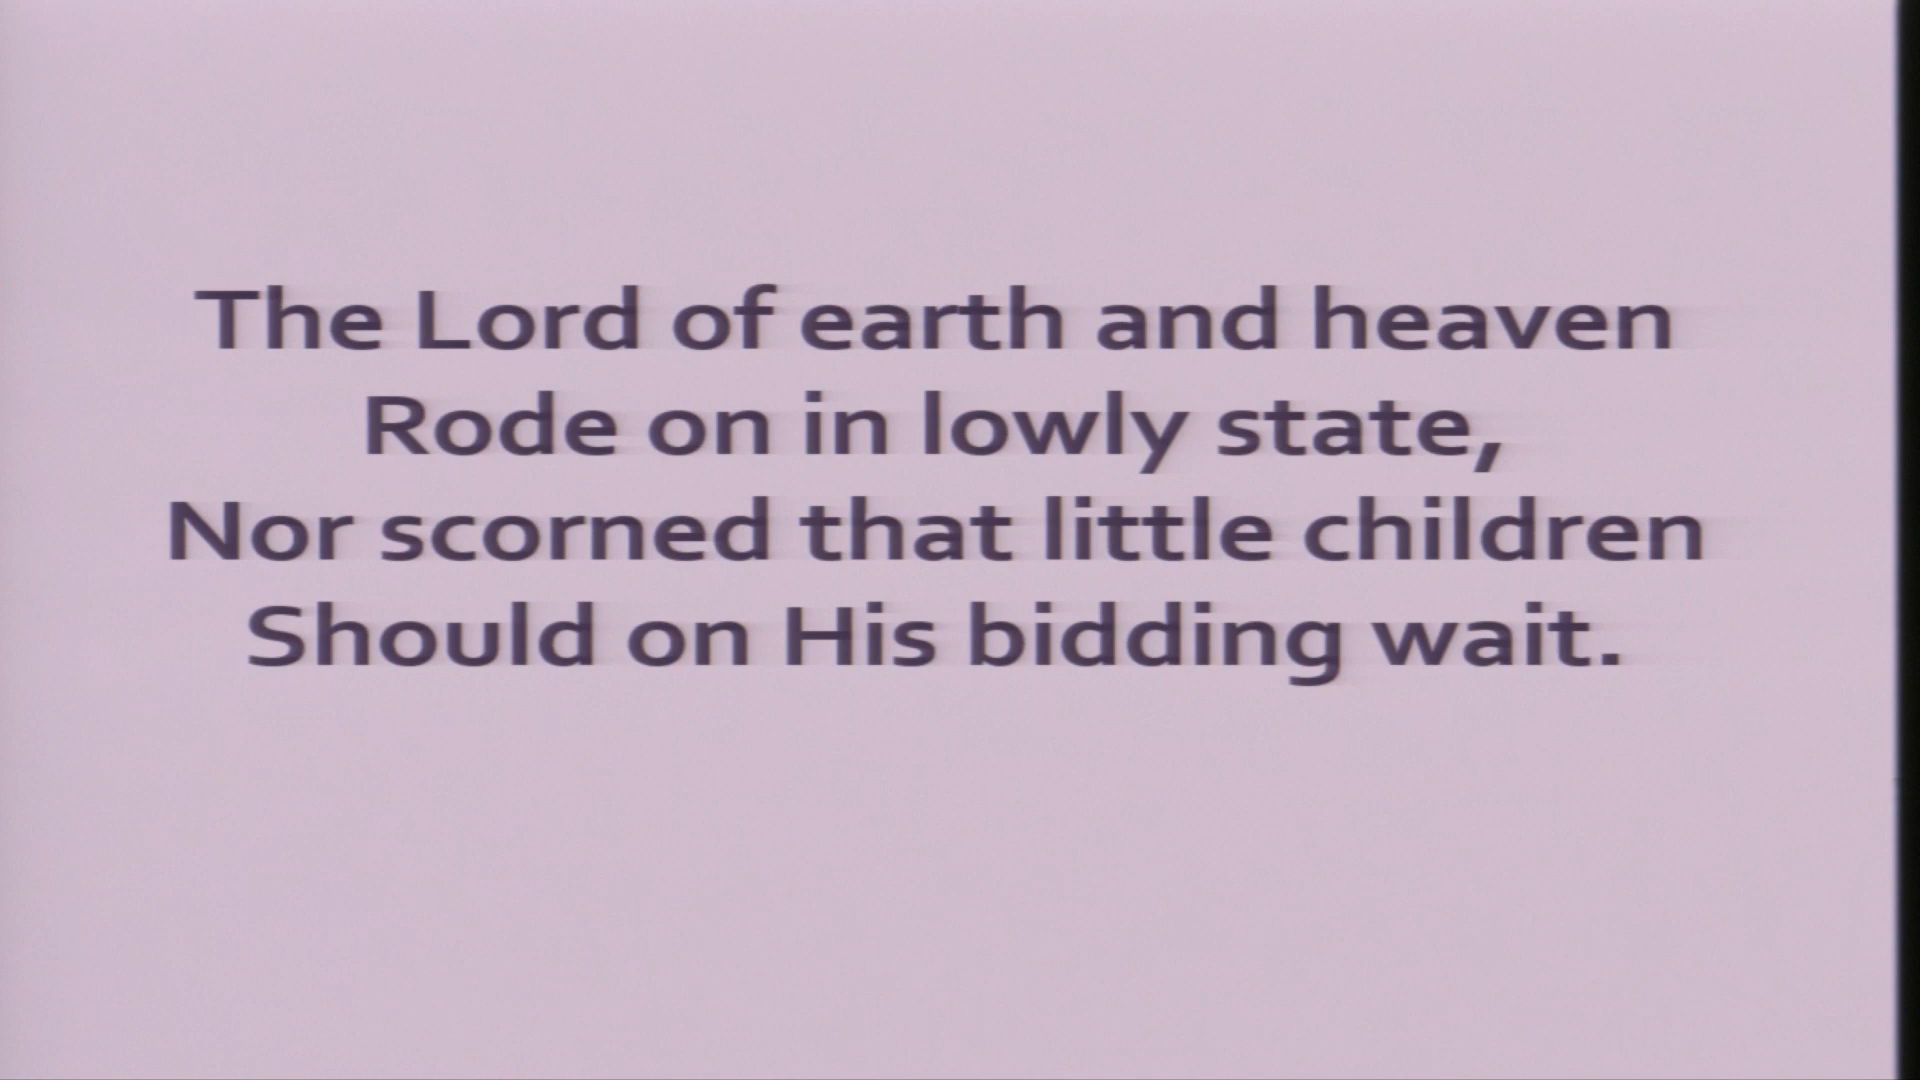 The Lord of earth and heaven
Rode on in lowly state,
Nor scorned that little children
Should on His bidding wait.